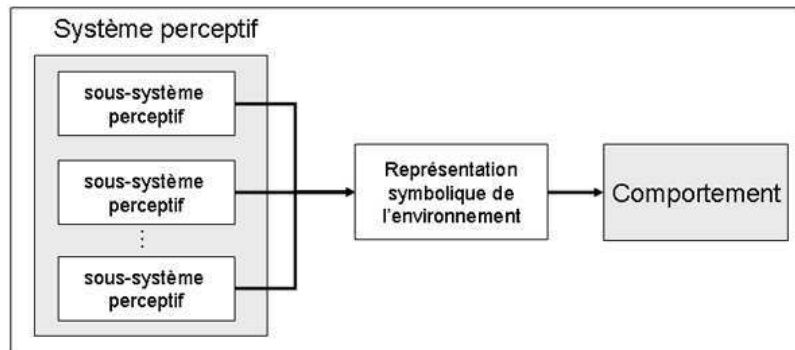 Système perceptif
sous-système
perceptif
sous-système
perceptif
⋮
sous-système
perceptif
Représentation
symbolique de
l'environnement
Comportement